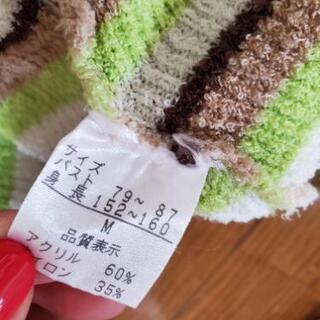 サイズ
バスト 79~ 87
身長 152~160
M
品質表示
アクリル 60%
ロン 35%